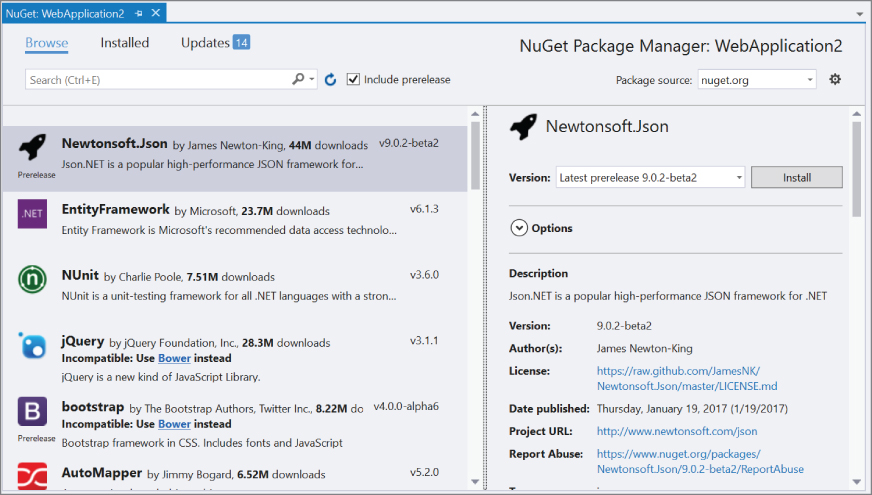 NuGet: WebApplication2
Browse Installed Updates 14
NuGet Package Manager: WebApplication2
Search (Ctrl+E)
Include prerelease
Package source: nuget.org
Newtonsoft.Json by James Newton-King, 44M downloads v9.0.2-beta2
Json.NET is a popular high-performance JSON framework for...
Prerelease
.NET
EntityFramework by Microsoft, 23.7M downloads v6.1.3
Entity Framework is Microsoft's recommended data access technolo...
n
NUnit by Charlie Poole, 7.51M downloads v3.6.0
NUnit is a unit-testing framework for all .NET languages with a stron...
jQuery by jQuery Foundation, Inc., 28.3M downloads v3.1.1
Incompatible: Use Bower instead
jQuery is a new kind of JavaScript Library.
B
bootstrap by The Bootstrap Authors, Twitter Inc., 8.22M do v4.0.0-alpha6
Incompatible: Use Bower instead
Prerelease
Bootstrap framework in CSS. Includes fonts and JavaScript
AutoMapper by Jimmy Bogard, 6.52M downloads v5.2.0
Newtonsoft.Json
Version: Latest prerelease 9.0.2-beta2 Install
Options
Description
Json.NET is a popular high-performance JSON framework for .NET
Version: 9.0.2-beta2
Author(s): James Newton-King
License: https://raw.github.com/JamesNK/
Newtonsoft.Json/master/LICENSE.md
Date published: Thursday, January 19, 2017 (1/19/2017)
Project URL: http://www.newtonsoft.com/json
Report Abuse: https://www.nuget.org/packages/
Newtonsoft.Json/9.0.2-beta2/ReportAbuse